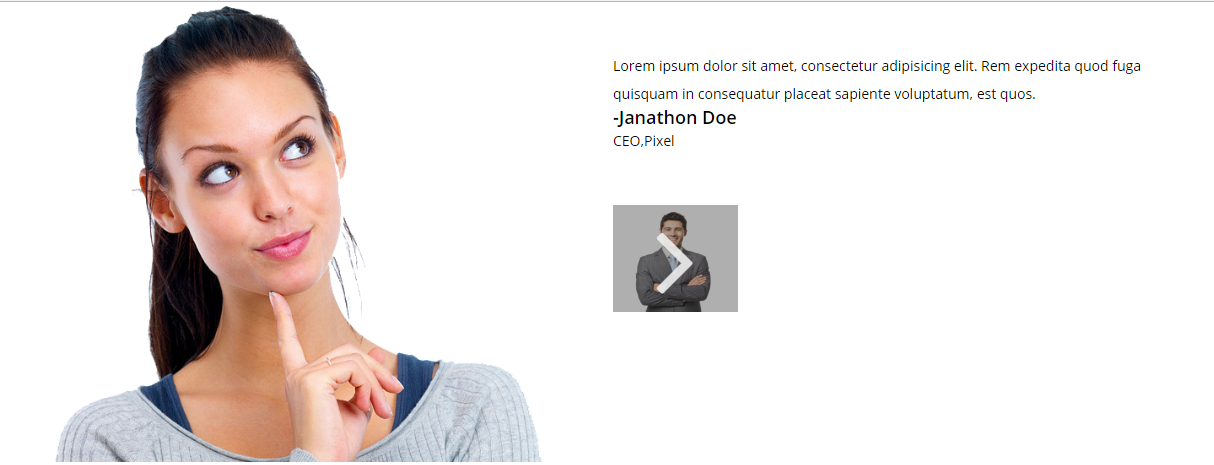 Lorem ipsum dolor sit amet, consectetur adipisicing elit. Rem expedita quod fuga
quisquam in consequatur placeat sapiente voluptatum, est quos.
-Janathon Doe
CEO,Pixel